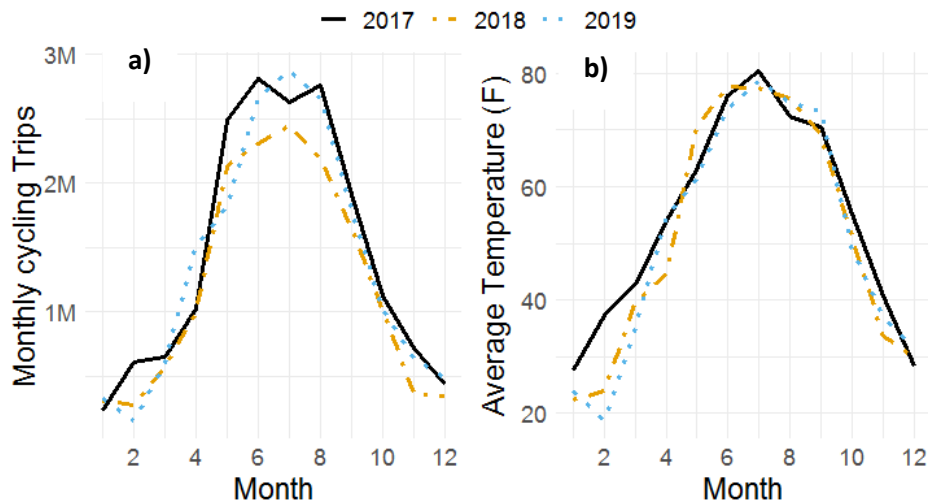 2017 2018 2019
a)
3M
2M
1M
Monthly cycling Trips
2 4 6 8 10 12
Month
b)
80
60
40
20
Average Temperature (F)
2 4 6 8 10 12
Month